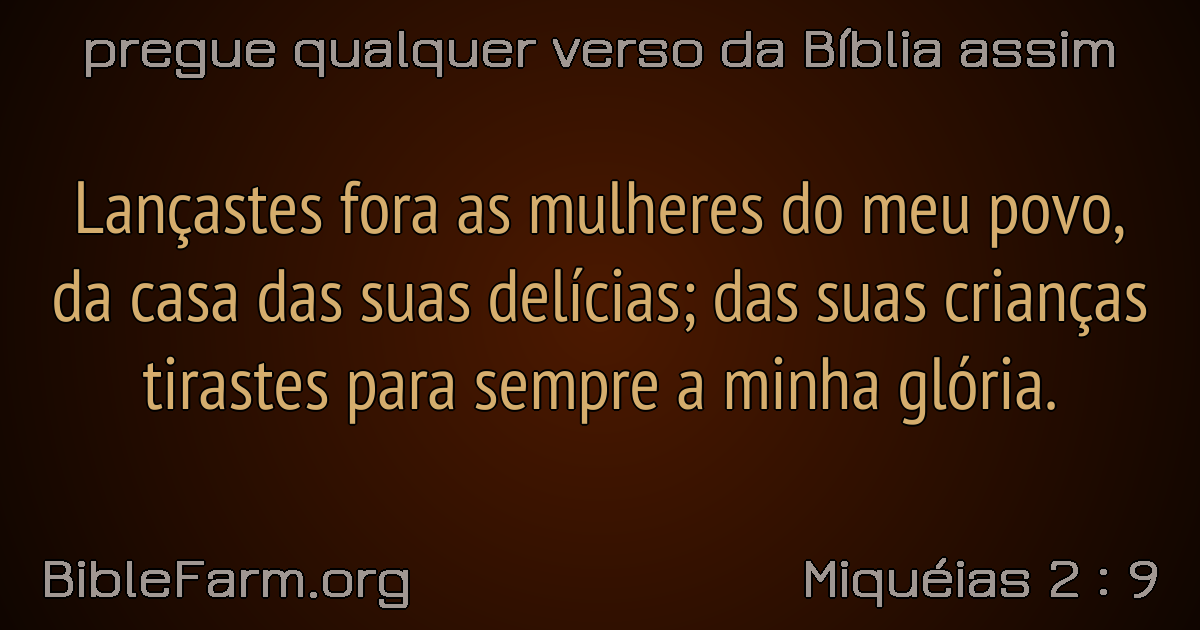 pregue qualquer verso da Bíblia assim
Lançastes fora as mulheres do meu povo,
da casa das suas delícias; das suas crianças
tirastes para sempre a minha glória.
BibleFarm.org
Miquéias 2 : 9